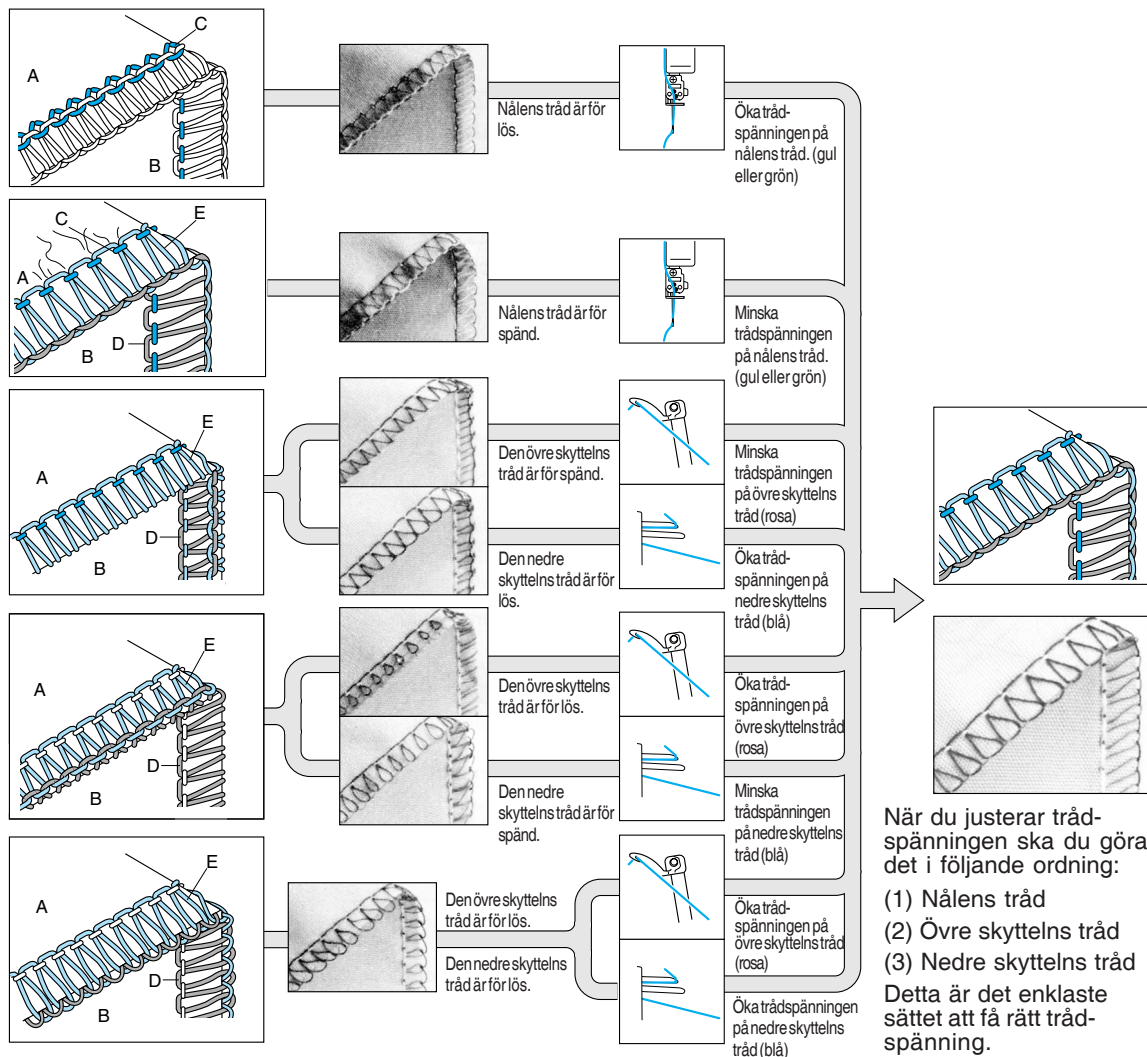 C
A
B
Nålens tråd är för
lös.
Öka tråd-
spänningen på
nålens tråd. (gul
eller grön)
C
E
A
B
D
Nålens tråd är för
spänd.
Minska
trådspänningen
på nålens tråd.
(gul eller grön)
E
A
D
B
Den övre skyttelns
tråd är för spänd.
Minska
trådspänningen
på övre skyttelns
tråd (rosa)
Den nedre
skyttelns tråd är för
lös.
Öka tråd-
spänningen på
nedre skyttelns
tråd (blå)
E
A
D
B
Den övre skyttelns
tråd är för lös.
Öka tråd-
spänningen på
övre skyttelns tråd
(rosa)
Den nedre
skyttelns tråd är för
spänd.
Minska
trådspänningen
på nedre skyttelns
tråd (blå)
E
A
D
B
Den övre skyttelns
tråd är för lös.
Den nedre skyttelns
tråd är för lös.
Öka tråd-
spänningen på
övre skyttelns tråd
(rosa)
Öka trådspänningen
på nedre skyttelns
tråd (blå)
När du justerar tråd-
spänningen ska du göra
det i följande ordning:
(1) Nålens tråd
(2) Övre skyttelns tråd
(3) Nedre skyttelns tråd
Detta är det enklaste
sättet att få rätt tråd-
spänning.